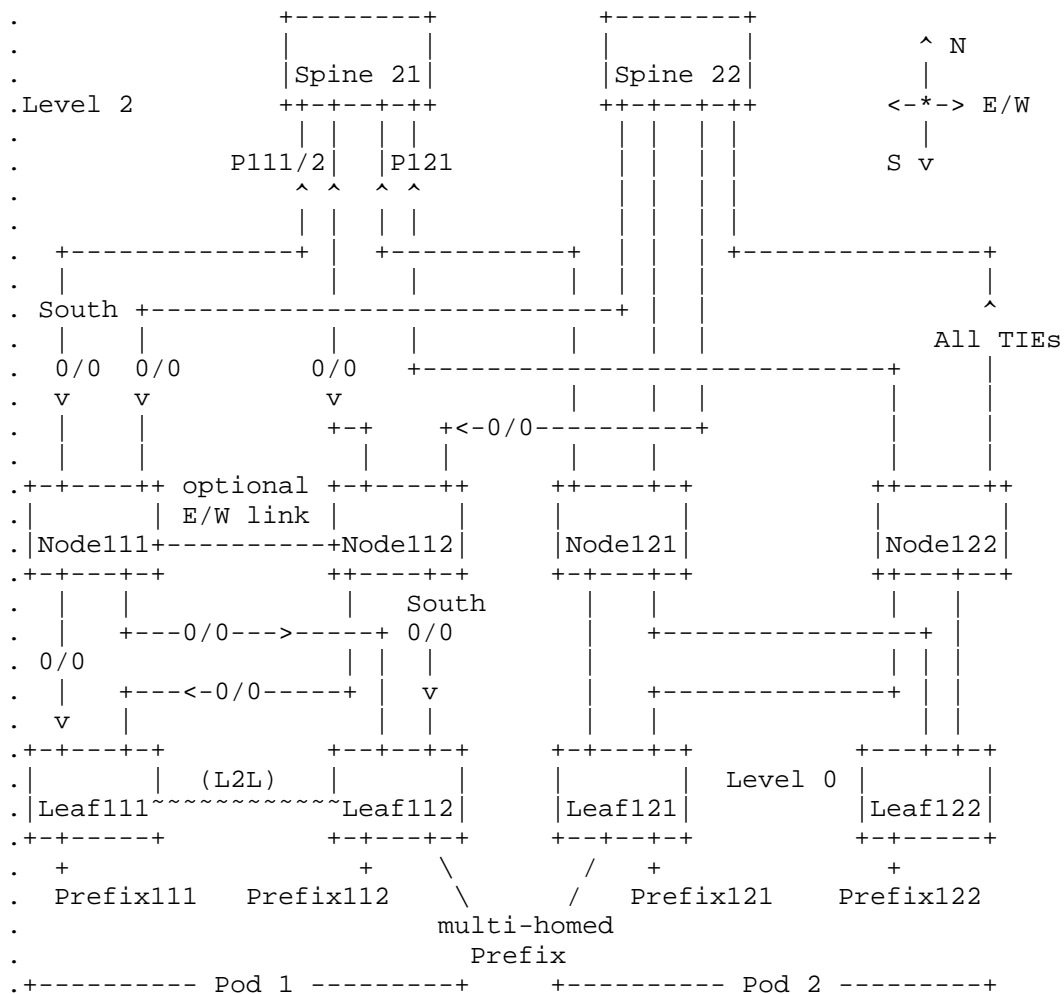 ^ N
Spine 21 Spine 22
Level 2 <-*-> E/W
P111/2 P121 S v
^ ^ ^ ^
South ^
All TIEs
0/0 0/0 0/0
v v v
<-0/0
optional
E/W link
Node111 Node112 Node121 Node122
South
0/0---> 0/0
0/0
<-0/0 v
v
(L2L) Level 0
Leaf111~~~~~~~~~~~~Leaf112 Leaf121 Leaf122
Prefix111 Prefix112 Prefix121 Prefix122
multi-homed
Prefix
Pod 1 Pod 2